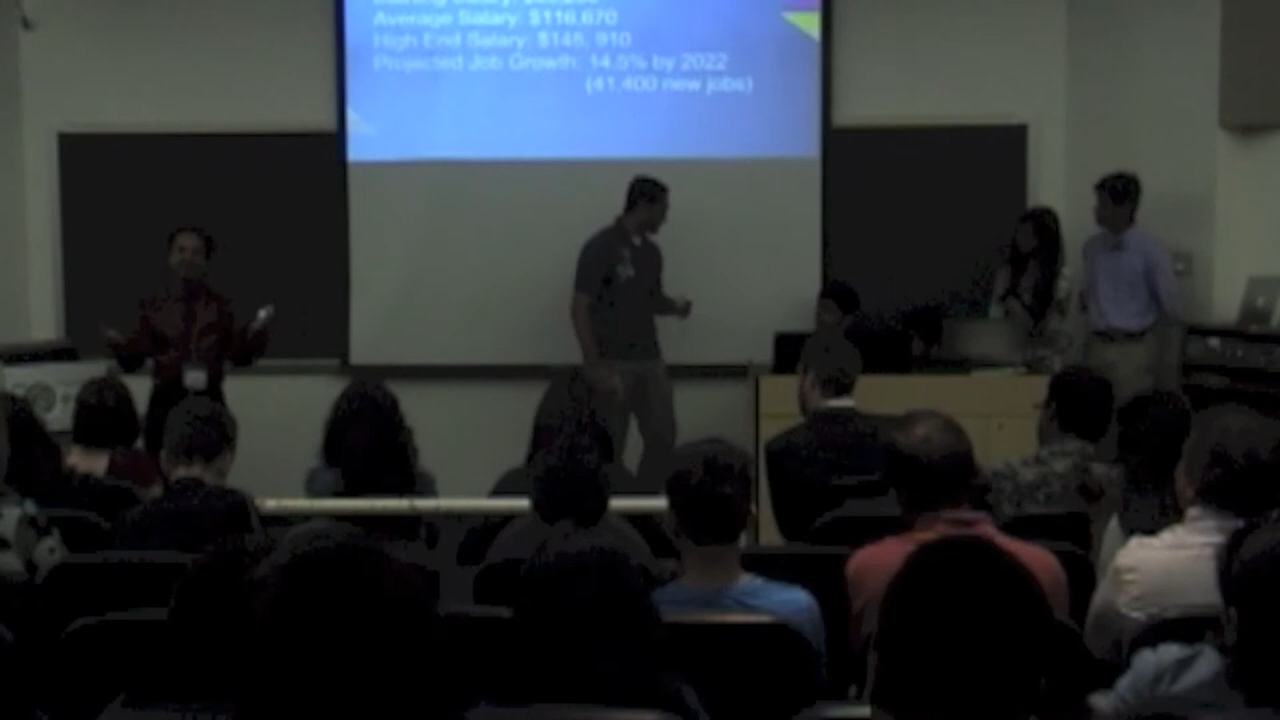 Average Salary: $116,670
High End Salary: $145, 910
Projected Job Growth: 14.5% by 2022
(41,400 new jobs)